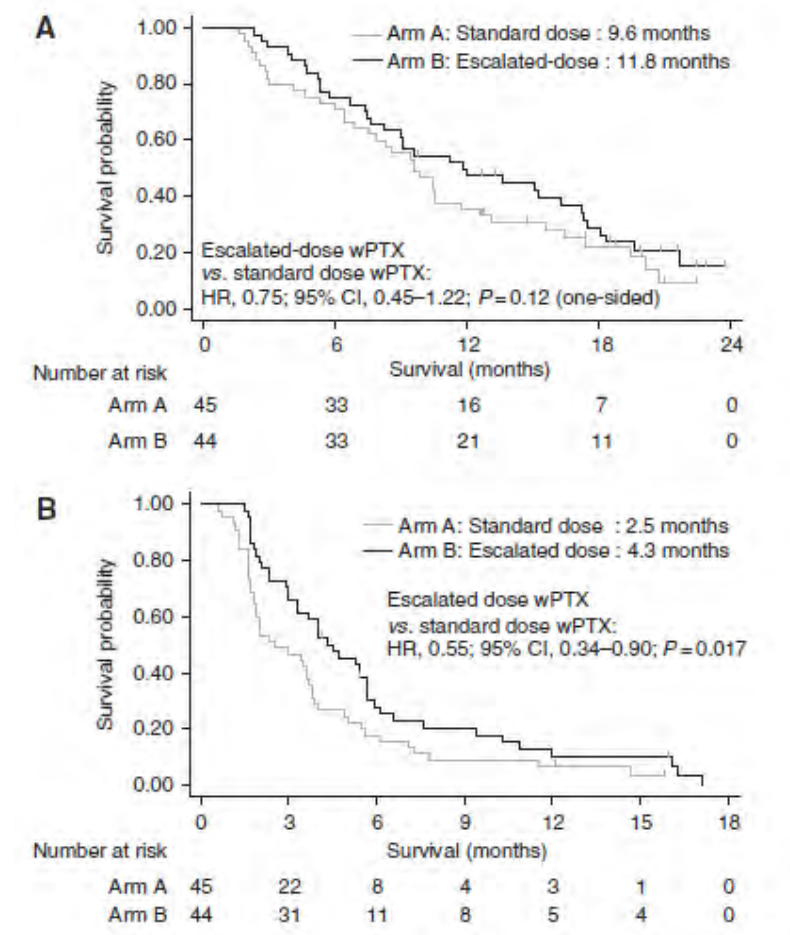 A
Arm A: Standard dose : 9.6 months
Arm B: Escalated-dose : 11.8 months
Survival probability
1.00
0.80
0.60
0.40
0.20
0.00
Escalated-dose wPTX
vs. standard dose wPTX:
HR, 0.75; 95% CI, 0.45–1.22; P=0.12 (one-sided)
0 6 12 18 24
Survival (months)
Number at risk
Arm A 45 33 16 7 0
Arm B 44 33 21 11 0
B
Arm A: Standard dose : 2.5 months
Arm B: Escalated dose : 4.3 months
Survival probability
1.00
0.80
0.60
0.40
0.20
0.00
Escalated dose wPTX
vs. standard dose wPTX:
HR, 0.55; 95% CI, 0.34–0.90; P=0.017
0 3 6 9 12 15 18
Survival (months)
Number at risk
Arm A 45 22 8 4 3 1 0
Arm B 44 31 11 8 5 4 0